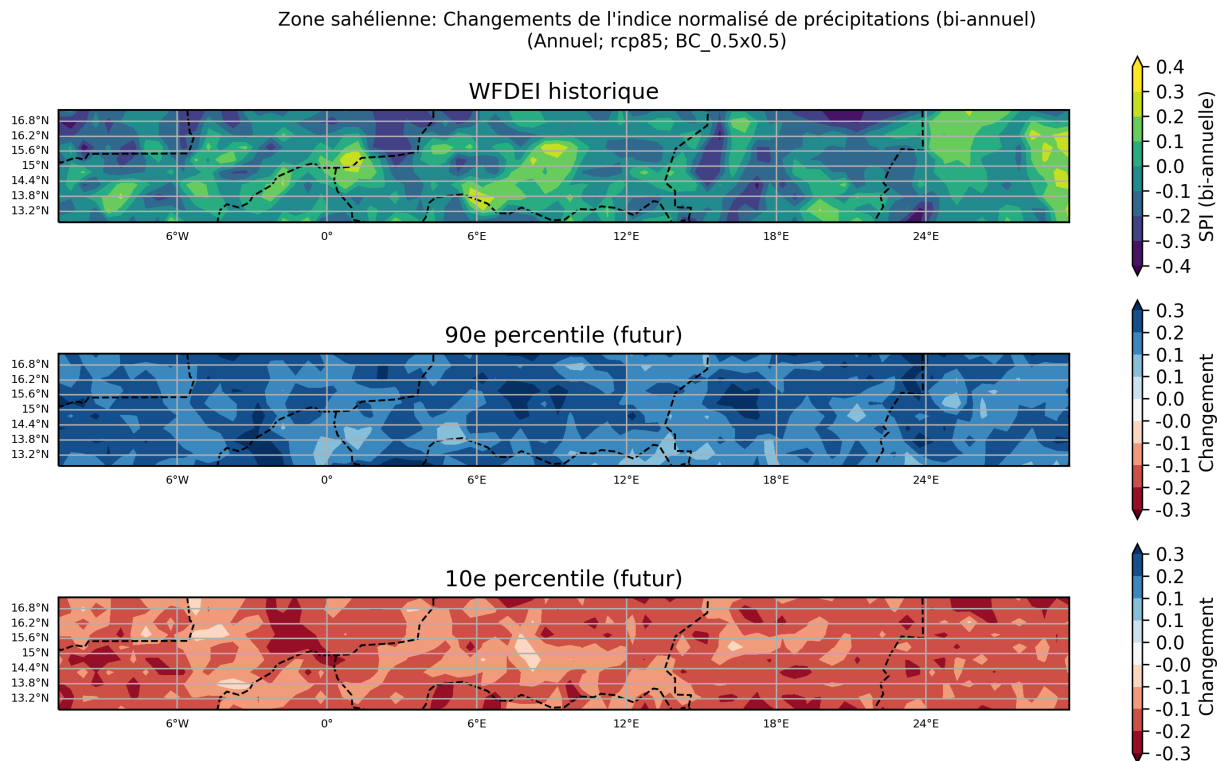 Zone sahélienne: Changements de l'indice normalisé de précipitations (bi-annuel)
(Annuel; rcp85; BC_0.5x0.5)
WFDEI historique
16.8°N
16.2°N
15.6°N
15°N
14.4°N
13.8°N
13.2°N
6°W
0°
6°E
12°E
18°E
24°E
0.4
0.3
0.2
0.1
0.0
-0.1
-0.2
-0.3
-0.4
SPI (bi-annuelle)
90e percentile (futur)
16.8°N
16.2°N
15.6°N
15°N
14.4°N
13.8°N
13.2°N
6°W
0°
6°E
12°E
18°E
24°E
0.3
0.2
0.1
0.1
0.0
-0.0
-0.1
-0.1
-0.2
-0.3
Changement
10e percentile (futur)
16.8°N
16.2°N
15.6°N
15°N
14.4°N
13.8°N
13.2°N
6°W
0°
6°E
12°E
18°E
24°E
0.3
0.2
0.1
0.1
0.0
-0.0
-0.1
-0.1
-0.2
-0.3
Changement